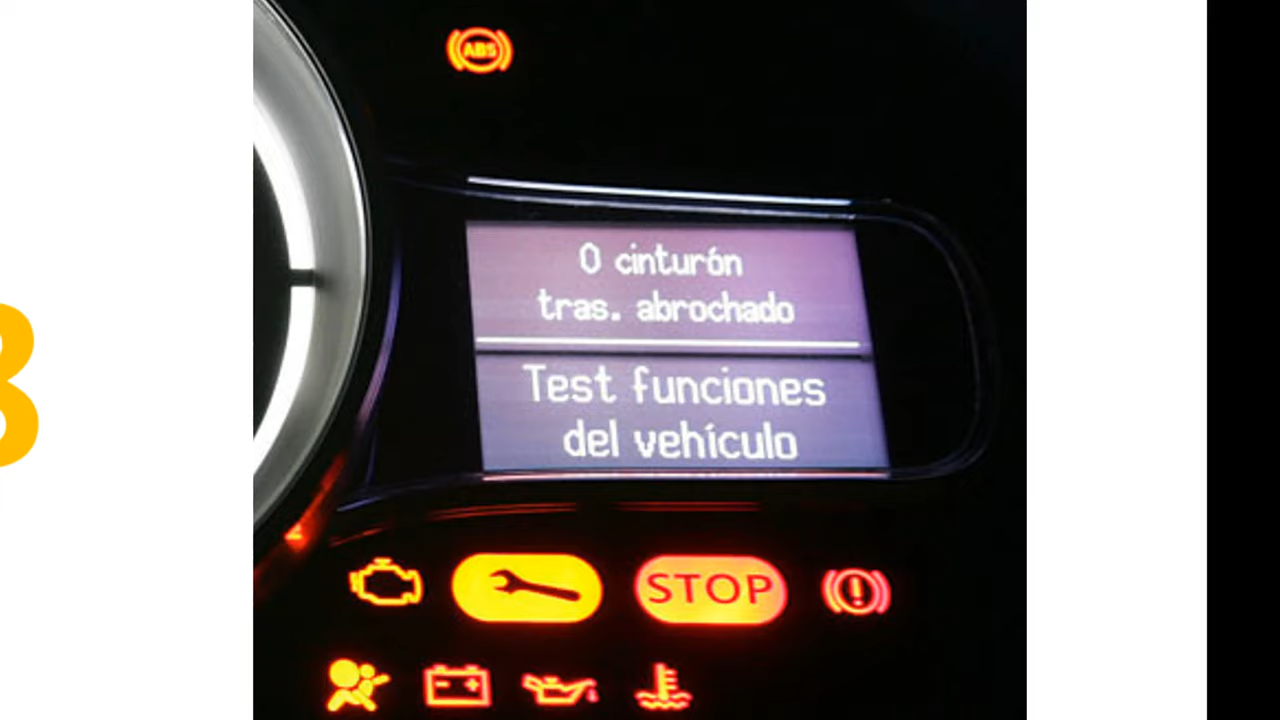 ABS
0 cinturón
tras. abrochado
Test funciones
del vehículo
STOP